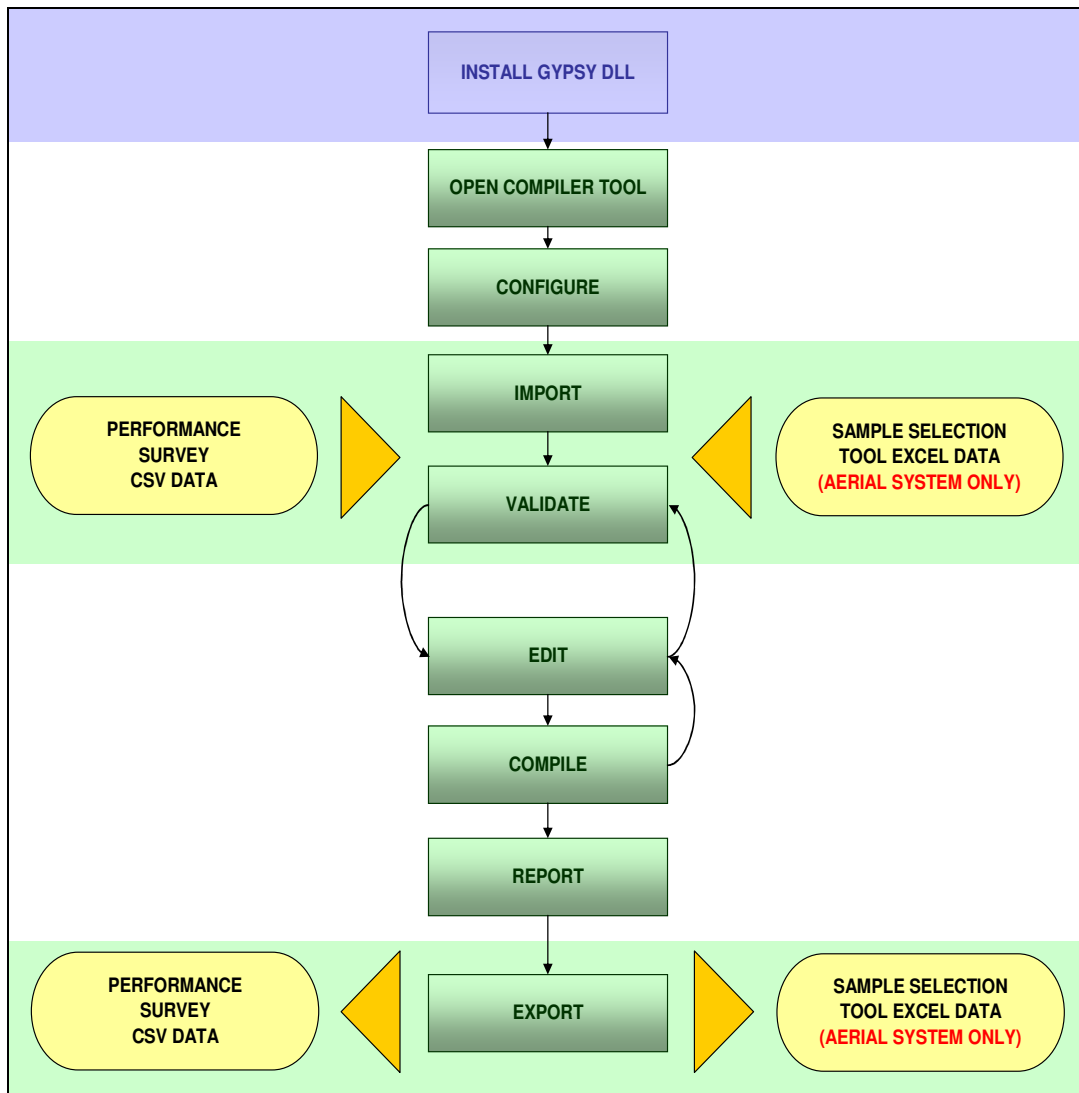 INSTALL GYPSY DLL
OPEN COMPILER TOOL
CONFIGURE
IMPORT
PERFORMANCE
SURVEY
CSV DATA
SAMPLE SELECTION
TOOL EXCEL DATA
(AERIAL SYSTEM ONLY)
VALIDATE
EDIT
COMPILE
REPORT
PERFORMANCE
SURVEY
CSV DATA
EXPORT
SAMPLE SELECTION
TOOL EXCEL DATA
(AERIAL SYSTEM ONLY)